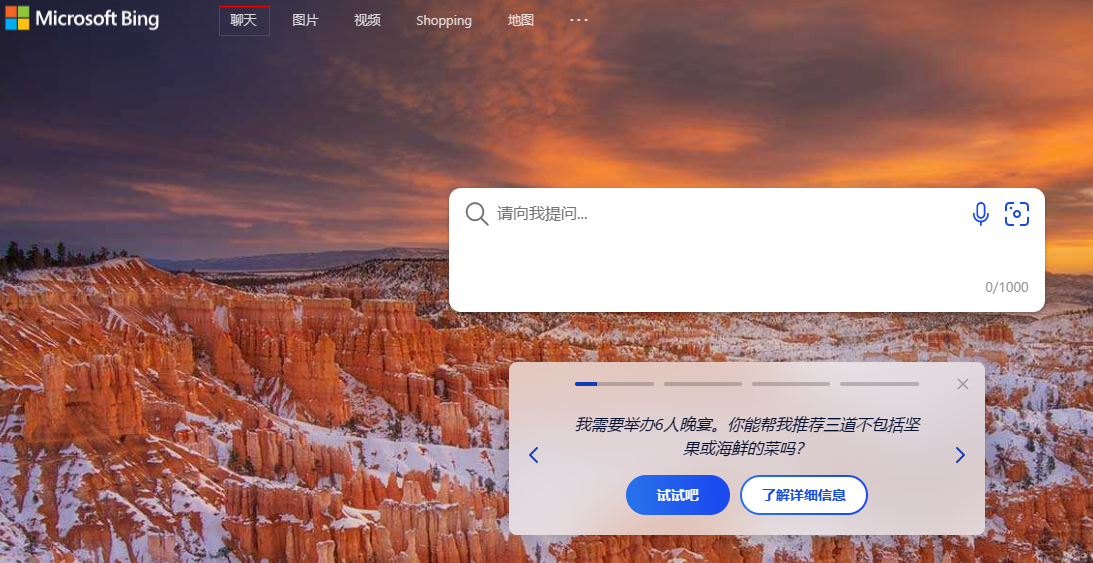 Microsoft Bing
聊天
图片
视频
Shopping
地图
...
请向我提问...
0/1000
我需要举办6人晚宴。你能帮我推荐三道不包括坚
果或海鲜的菜吗?
试试吧
了解详细信息